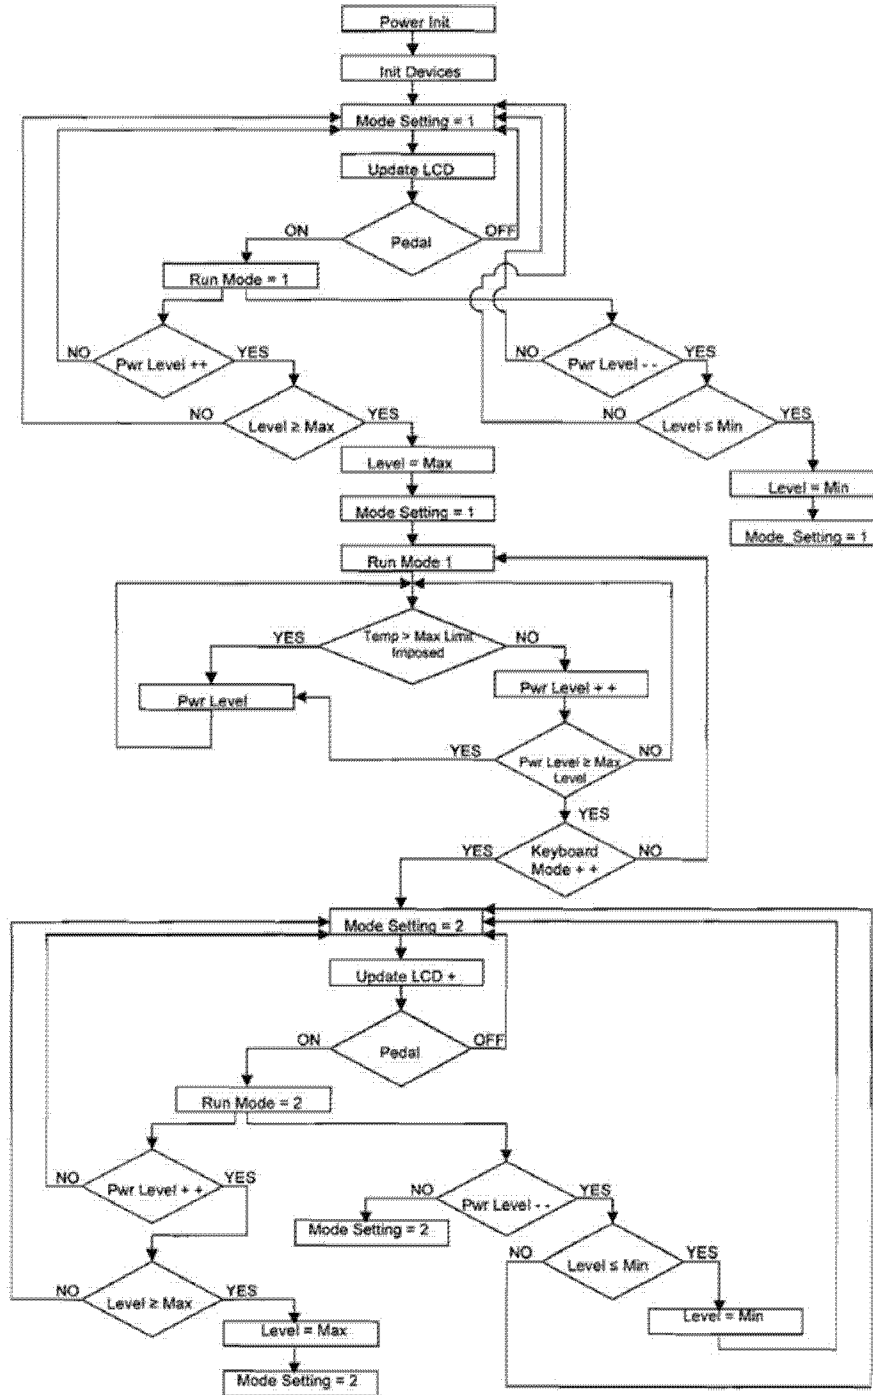 Power Init
Init Devices
Mode Setting = 1
Update LCD
ON
Pedal
OFF
Run Mode = 1
NO
Pwr Level ++
YES
NO
Pwr Level - -
YES
NO
Level ≥ Max
YES
NO
Level ≤ Min
YES
Level = Max
Level = Min
Mode Setting = 1
Mode Setting = 1
Run Mode 1
YES
Temp > Max Limit
Imposed
NO
Pwr Level
Pwr Level + +
YES
Pwr Level ≥ Max
Level
NO
YES
YES
Keyboard
Mode + +
NO
Mode Setting = 2
Update LCD +
ON
Pedal
OFF
Run Mode = 2
NO
Pwr Level + +
YES
NO
Pwr Level - -
YES
Mode Setting = 2
NO
Level ≤ Min
YES
NO
Level ≥ Max
YES
Level = Min
Level = Max
Mode Setting = 2